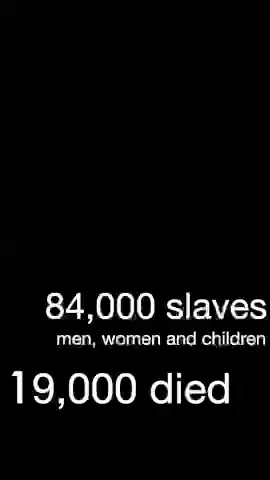 84,000 slaves
men, women and children
19,000 died